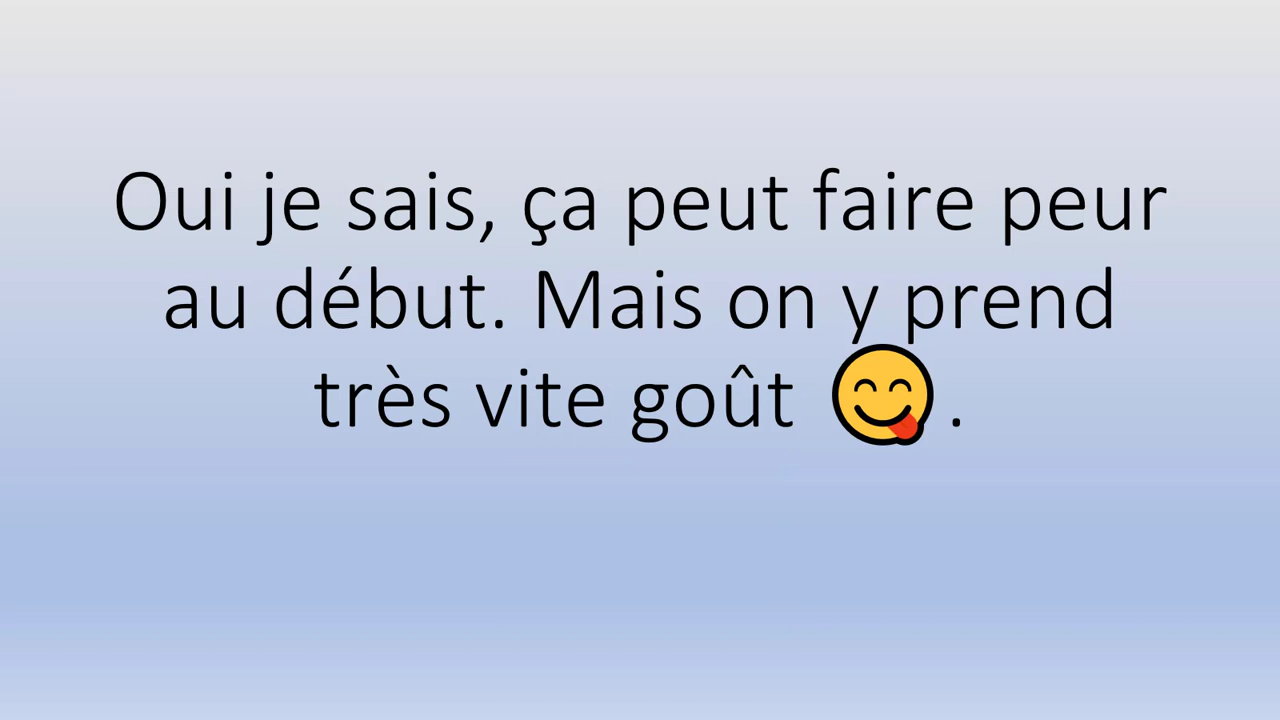 Oui je sais, ça peut faire peur
au début. Mais on y prend
très vite goût 😋.